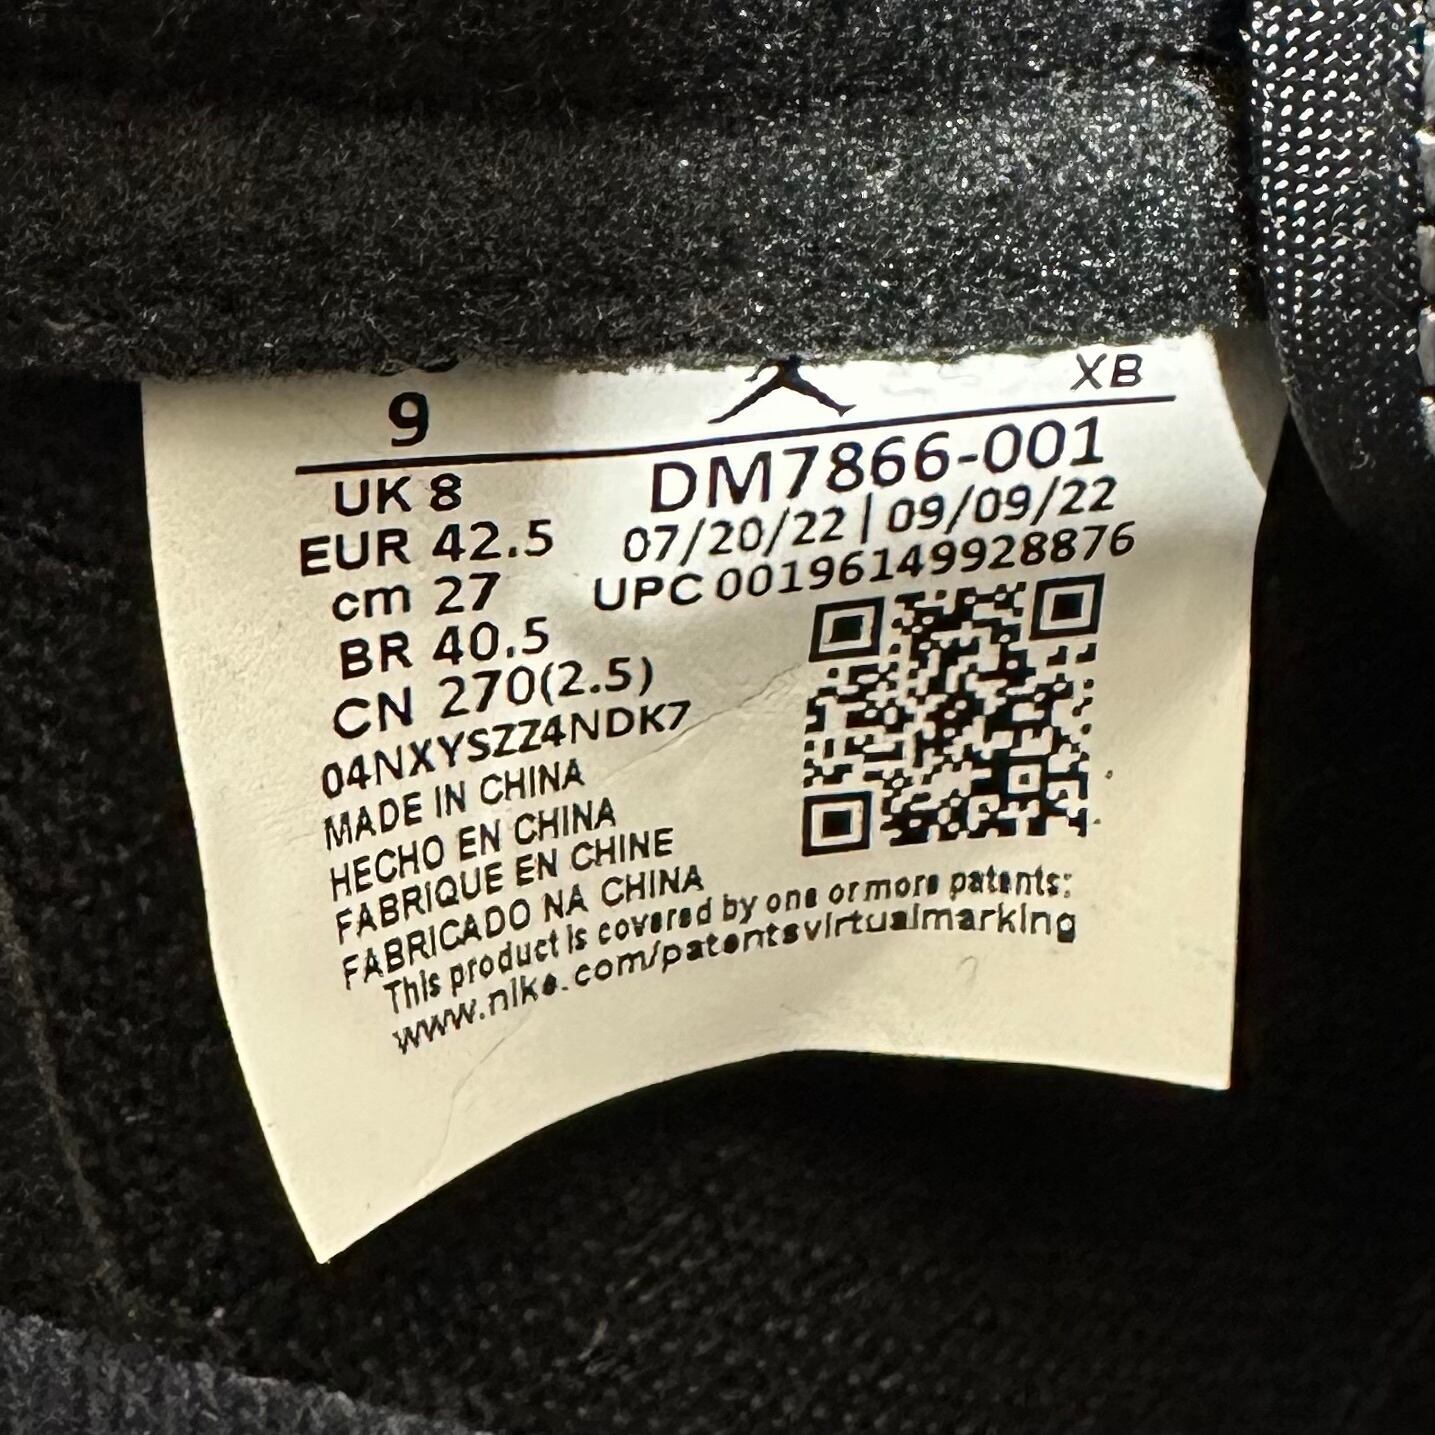 9 XB
UK 8 DM7866-001
EUR 42.5 07/20/22 | 09/09/22
cm 27 UPC 00196149928876
BR 40.5
CN 270(2.5)
04NXYSZZ4NDK7
MADE IN CHINA
HECHO EN CHINA
FABRIQUE EN CHINE
FABRICADO NA CHINA
This product is covered by one or more patents:
www.nike.com/patentsvirtualmarking